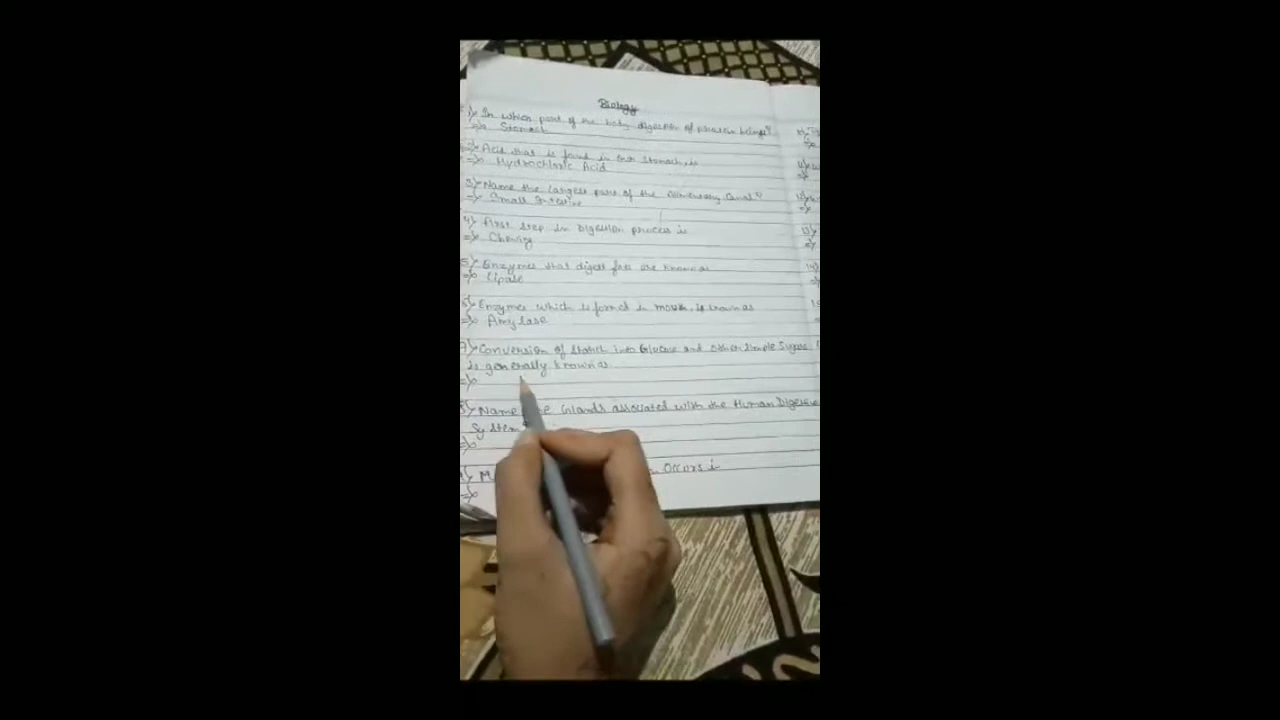 Biology
1) In which part of the body digestion of protein
=> Stomach
2) Acid that is found in our stomach is
=> Hydrochloric Acid
3) Name the largest part of the Alimentary Canal?
=> Small Intestine
4) First step in Digestion process is
=> Chewing
5) Enzymes that digest fats are known as
=> Lipase
6) Enzymes which is formed in mouth, is known as
=> Amylase
7) Conversion of starch into Glucose and other simple Sugars
is generally known as
=>
8) Name Glands associated with the Human Digestive
System
=>
occurs i
=>